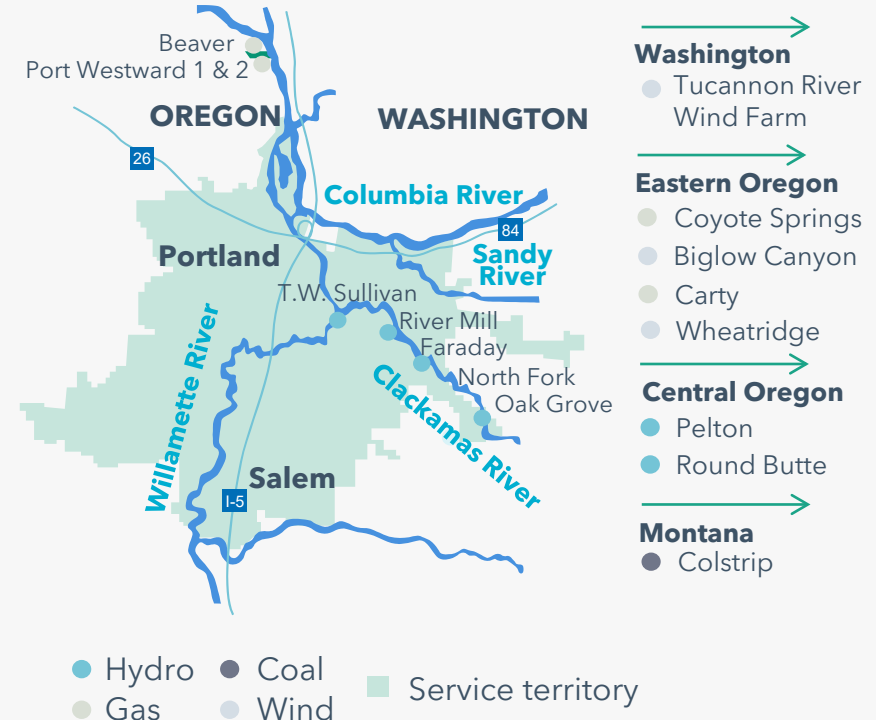 Beaver
Port Westward 1 & 2
OREGON
WASHINGTON
26
Columbia River
84
Sandy
River
Portland
T.W. Sullivan
River Mill
Faraday
North Fork
Oak Grove
Willamette River
Clackamas River
Salem
I-5
Washington
Tucannon River
Wind Farm
Eastern Oregon
Coyote Springs
Biglow Canyon
Carty
Wheatridge
Central Oregon
Pelton
Round Butte
Montana
Colstrip
Hydro
Coal
Gas
Wind
Service territory